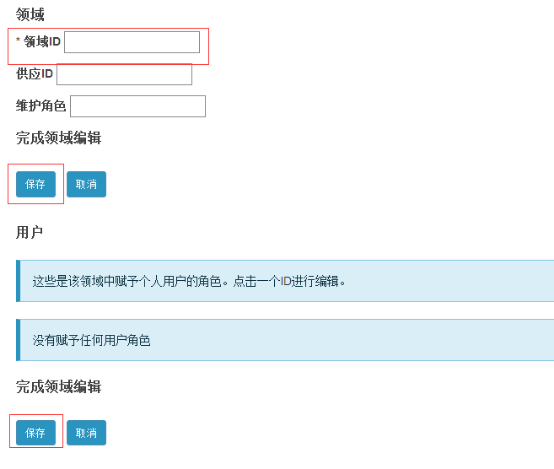 领域
* 领域ID
供应ID
维护角色
完成领域编辑
保存 取消
用户
这些是该领域中赋予个人用户的角色。点击一个ID进行编辑。
没有赋予任何用户角色
完成领域编辑
保存 取消